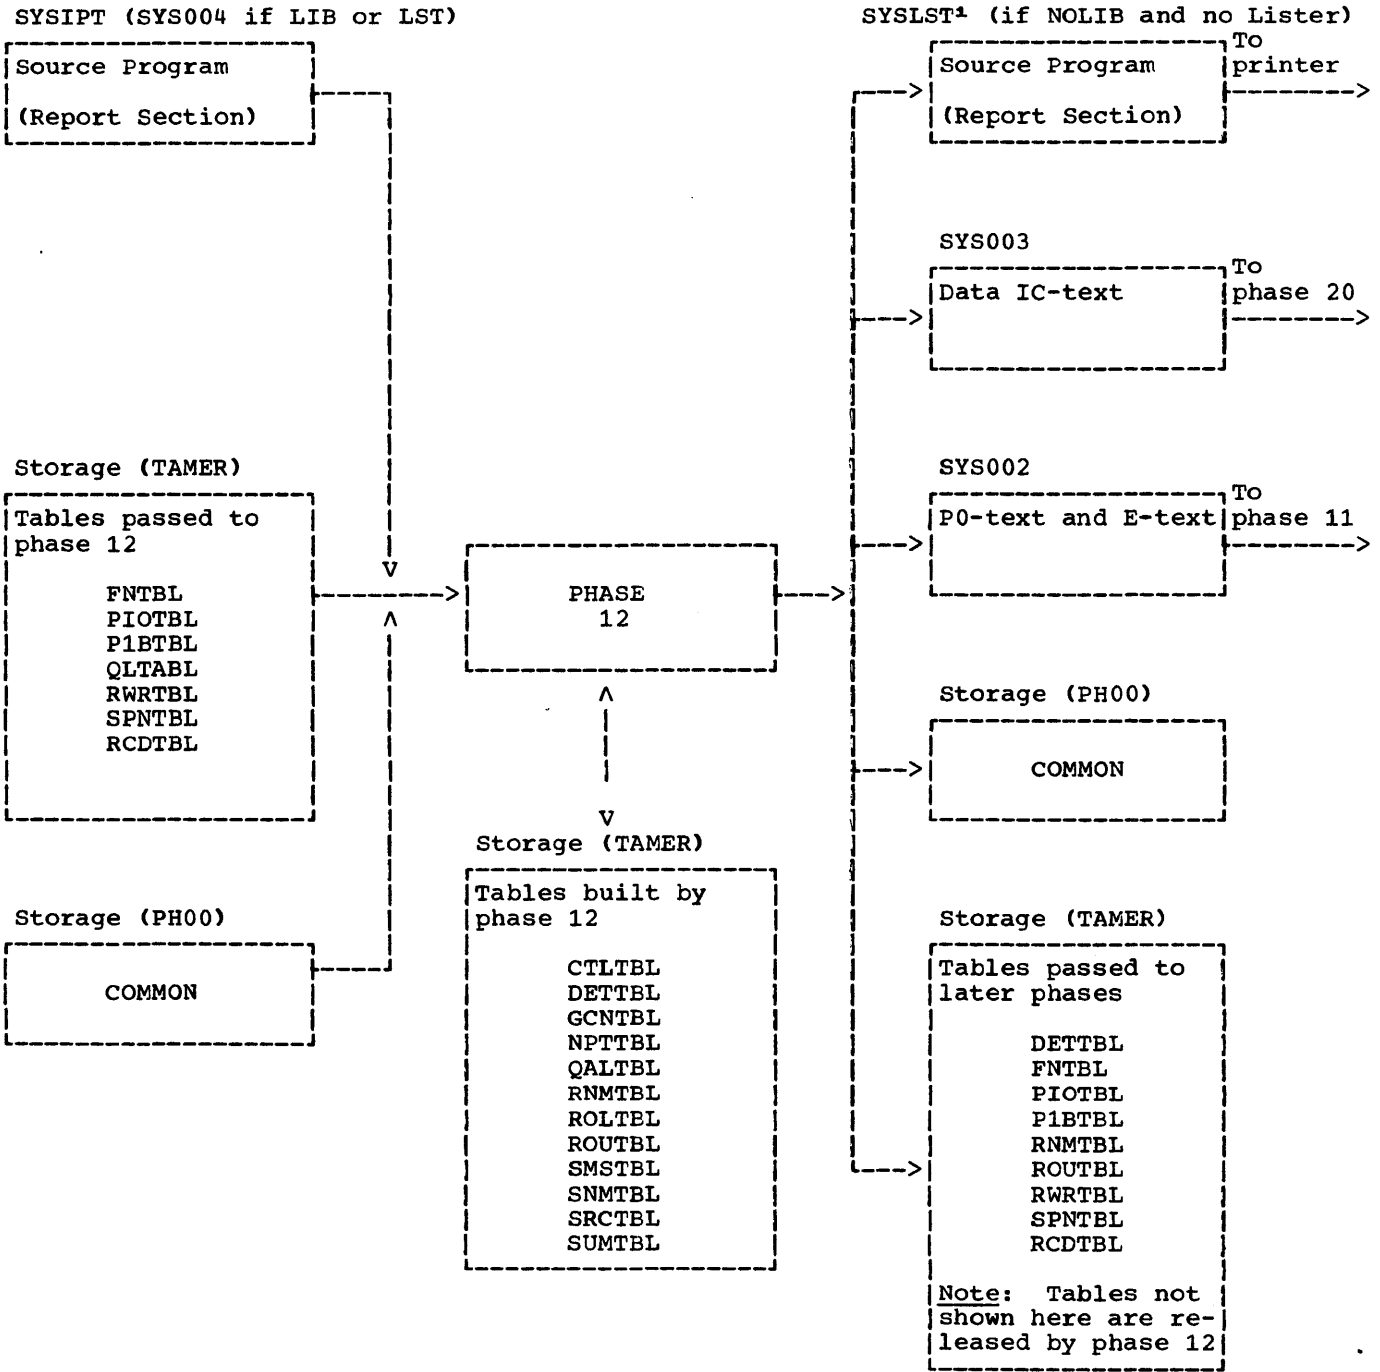 SYSIPT (SYS004 if LIB or LST)
Source Program
(Report Section)
Storage (TAMER)
Tables passed to
phase 12
FNTBL
PIOTBL
P1BTBL
QLTABL
RWRTBL
SPNTBL
RCDTBL
Storage (PH00)
COMMON
PHASE
12
Storage (TAMER)
Tables built by
phase 12
CTLTBL
DETTBL
GCNTBL
NPTTBL
QALTBL
RNMTBL
ROLTBL
ROUTBL
SMSTBL
SNMTBL
SRCTBL
SUMTBL
SYSLST¹ (if NOLIB and no Lister)
Source Program
(Report Section)
To
printer
SYS003
Data IC-text
To
phase 20
SYS002
P0-text and E-text
To
phase 11
Storage (PH00)
COMMON
Storage (TAMER)
Tables passed to
later phases
DETTBL
FNTBL
PIOTBL
P1BTBL
RNMTBL
ROUTBL
RWRTBL
SPNTBL
RCDTBL
Note: Tables not
shown here are re-
leased by phase 12